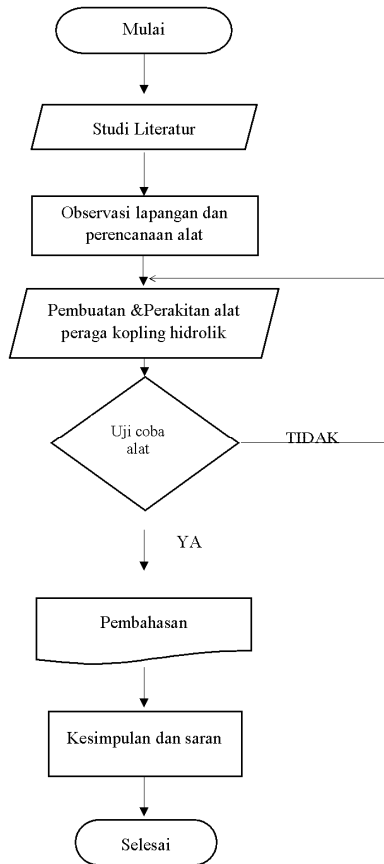 Mulai
Studi Literatur
Observasi lapangan dan
perencanaan alat
Pembuatan &Perakitan alat
peraga kopling hidrolik
Uji coba
alat
TIDAK
YA
Pembahasan
Kesimpulan dan saran
Selesai